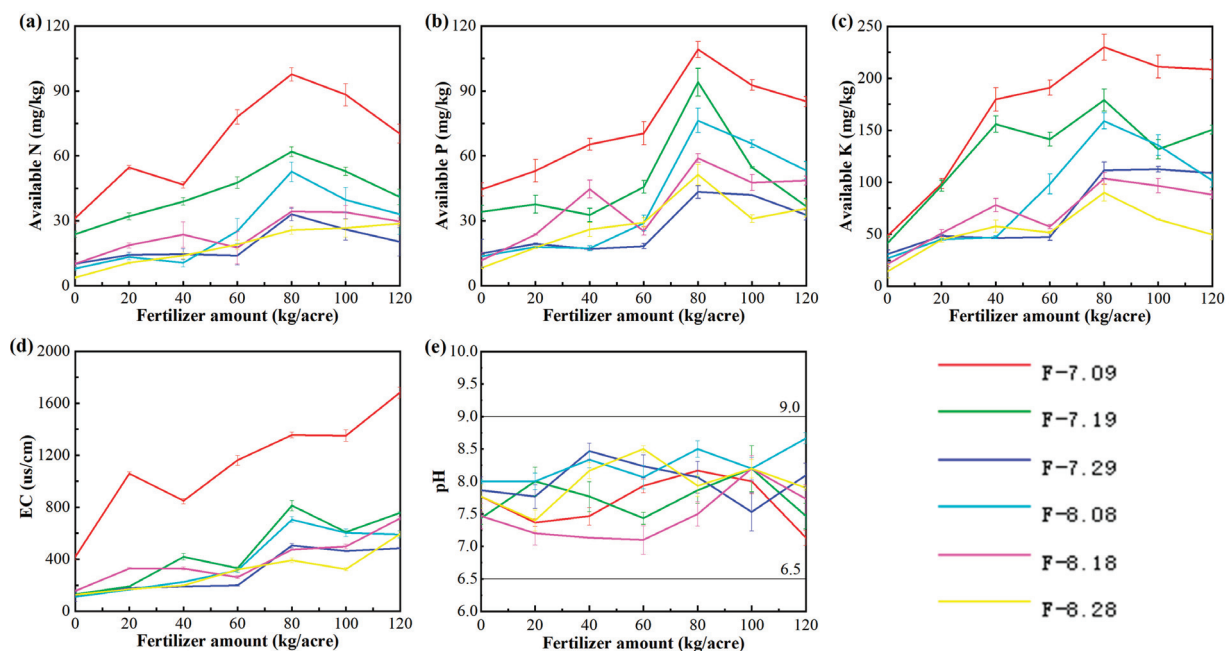 (a)
Available N (mg/kg)
120
90
60
30
0
0 20 40 60 80 100 120
Fertilizer amount (kg/acre)
(b)
Available P (mg/kg)
120
90
60
30
0
0 20 40 60 80 100 120
Fertilizer amount (kg/acre)
(c)
Available K (mg/kg)
250
200
150
100
50
0
0 20 40 60 80 100 120
Fertilizer amount (kg/acre)
(d)
EC (us/cm)
2000
1600
1200
800
400
0
0 20 40 60 80 100 120
Fertilizer amount (kg/acre)
(e)
pH
10.0
9.5
9.0
8.5
8.0
7.5
7.0
6.5
6.0
9.0
6.5
0 20 40 60 80 100 120
Fertilizer amount (kg/acre)
F-7.09
F-7.19
F-7.29
F-8.08
F-8.18
F-8.28